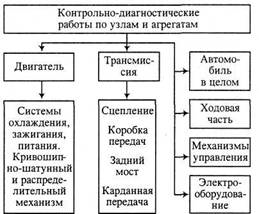 Контрольно-диагностические
работы по узлам и агрегатам
Двигатель
Трансмис-
сия
Автомо-
биль
в целом
Системы
охлаждения,
зажигания,
питания.
Кривошип-
но-шатунный
и распреде-
лительный
механизм
Сцепление
Коробка
передач
Задний
мост
Карданная
передача
Ходовая
часть
Механизмы
управления
Электро-
оборудование